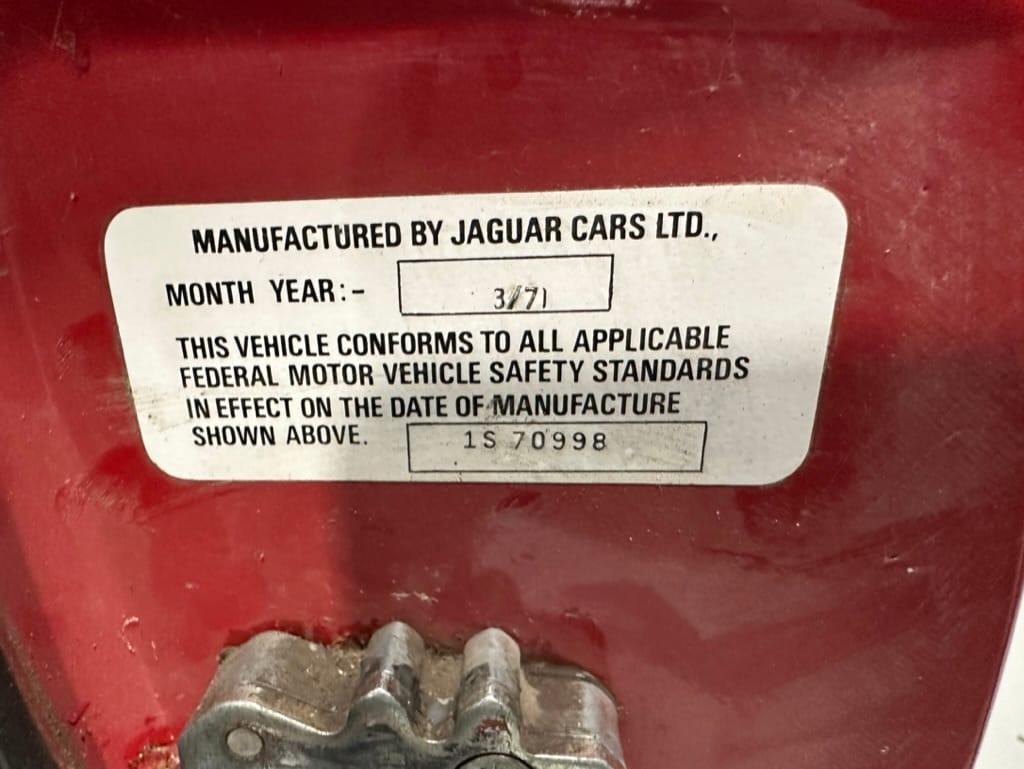 MANUFACTURED BY JAGUAR CARS LTD.,
MONTH YEAR:- 3/71
THIS VEHICLE CONFORMS TO ALL APPLICABLE
FEDERAL MOTOR VEHICLE SAFETY STANDARDS
IN EFFECT ON THE DATE OF MANUFACTURE
SHOWN ABOVE. 1S 70998